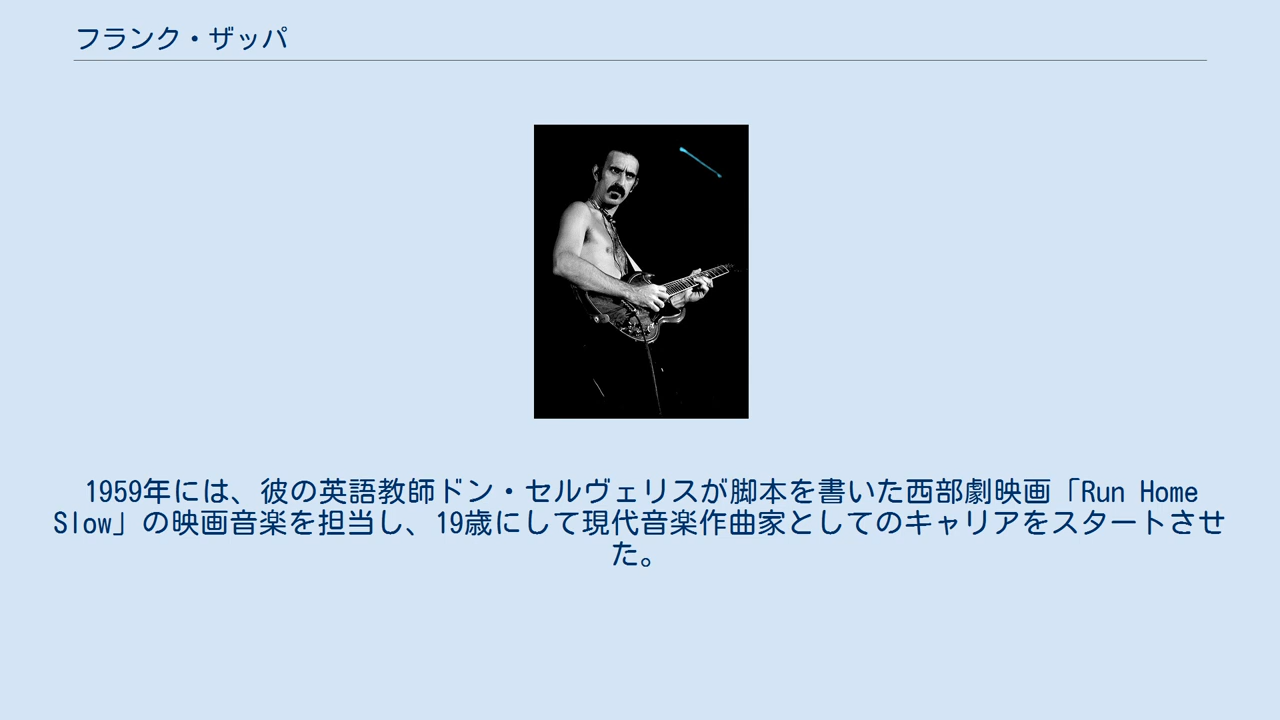 フランク・ザッパ
1959年には、彼の英語教師ドン・セルヴェリスが脚本を書いた西部劇映画「Run Home
Slow」の映画音楽を担当し、19歳にして現代音楽作曲家としてのキャリアをスタートさせ
た。